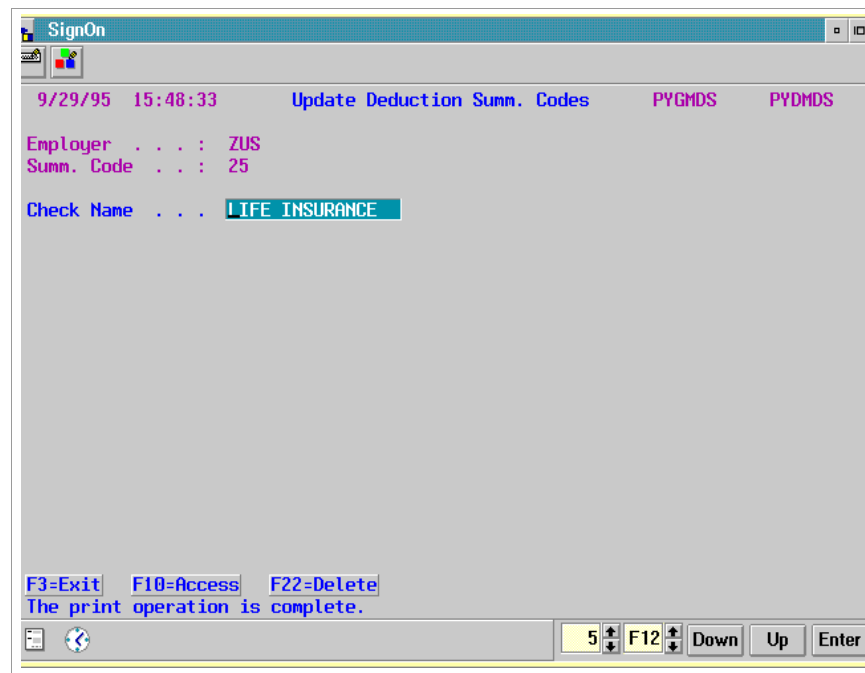 SignOn
9/29/95 15:48:33 Update Deduction Summ. Codes PYGMDS PYDMDS
Employer . . . : ZUS
Summ. Code . . : 25
Check Name . . . LIFE INSURANCE
F3=Exit F10=Access F22=Delete
The print operation is complete.
5 F12 Down Up Enter